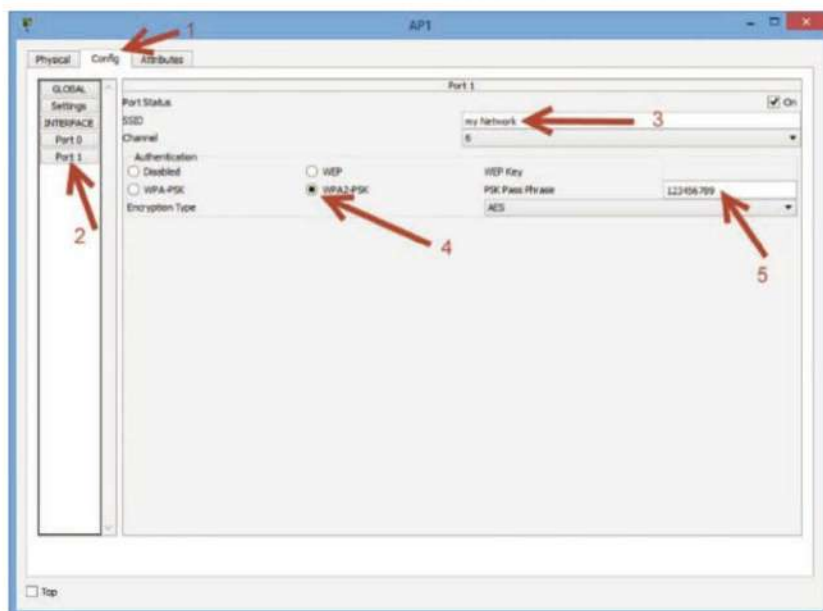 AP1
1
Physical Config Attributes
GLOBAL
Settings
INTERFACE
Port 0
Port 1
2
Port 1
Port Status On
SSID my Network 3
Channel 6
Authentication
Disabled WEP WEP Key
WPA-PSK WPA2-PSK PSK Pass Phrase 123456789
Encryption Type AES
4
5
Top